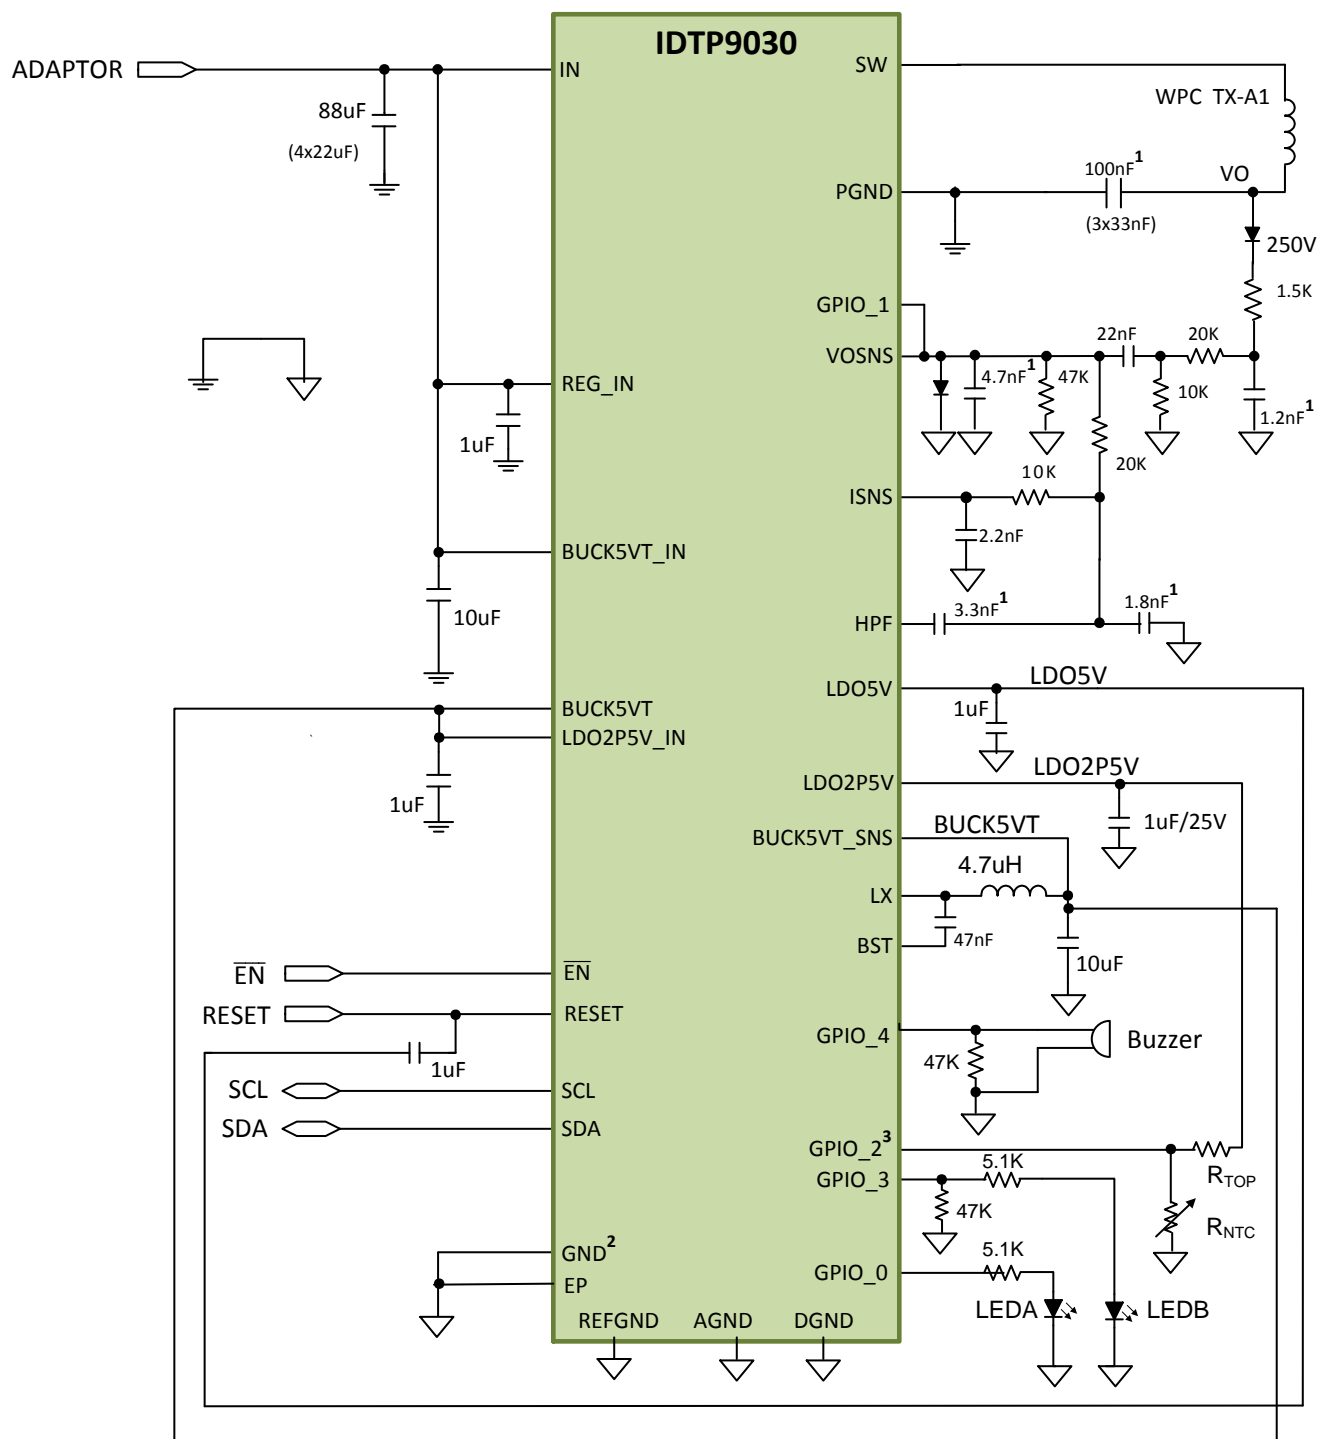 IDTP9030
ADAPTOR
IN
SW
WPC TX-A1
88uF
(4x22uF)
100nF1
VO
PGND
(3x33nF)
250V
1.5K
GPIO_1
22nF
20K
VOSNS
REG_IN
4.7nF1
47K
10K
1.2nF1
1uF
20K
10K
ISNS
2.2nF
BUCK5VT_IN
10uF
3.3nF1
1.8nF1
HPF
LDO5V
LDO5V
BUCK5VT
1uF
LDO2P5V_IN
LDO2P5V
LDO2P5V
1uF
1uF/25V
BUCK5VT
BUCK5VT_SNS
4.7uH
LX
47nF
BST
10uF
EN
EN
RESET
RESET
GPIO_4
Buzzer
1uF
47K
SCL
SCL
SDA
SDA
GPIO_23
5.1K
RTOP
GPIO_3
47K
RNTC
GND2
5.1K
EP
GPIO_0
LEDA
LEDB
REFGND
AGND
DGND